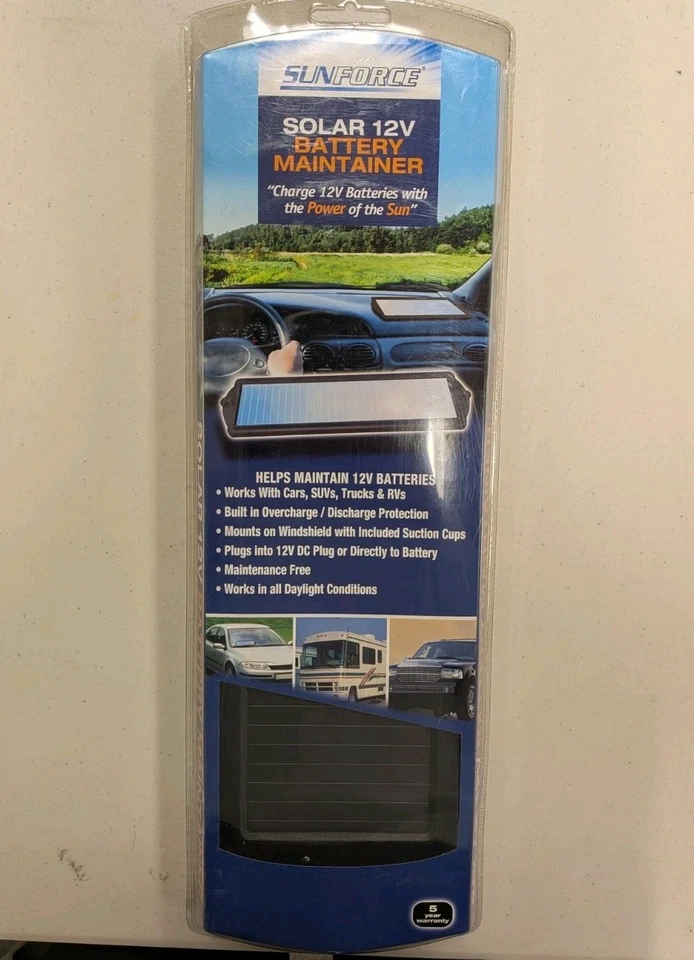 SUNFORCE®
SOLAR 12V
BATTERY
MAINTAINER
“Charge 12V Batteries with
the Power of the Sun”
HELPS MAINTAIN 12V BATTERIES
• Works With Cars, SUVs, Trucks & RVs
• Built in Overcharge / Discharge Protection
• Mounts on Windshield with Included Suction Cups
• Plugs into 12V DC Plug or Directly to Battery
• Maintenance Free
• Works in all Daylight Conditions
5
year
warranty
SOLAR 12V